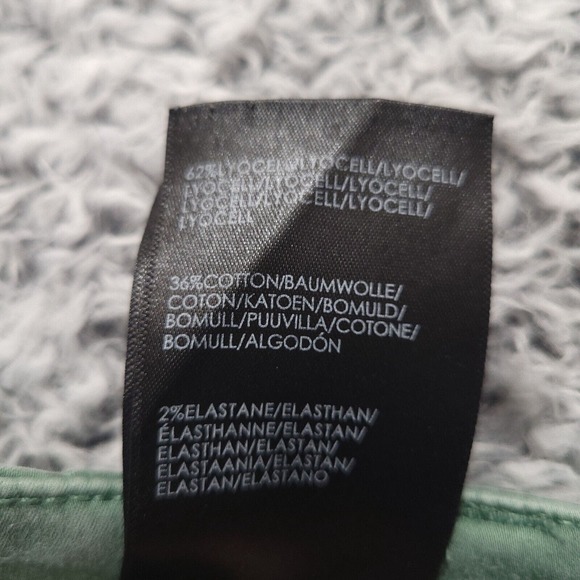 62%LYOCELL/LYOCELL/LYOCELL/
LYOCELL/LYOCELL/LYOCELL/
LYOCELL/LYOCELL/LYOCELL/
LYOCELL
36%COTTON/BAUMWOLLE/
COTON/KATOEN/BOMULD/
BOMULL/PUUVILLA/COTONE/
BOMULL/ALGODÓN
2%ELASTANE/ELASTHAN/
ÉLASTHANNE/ELASTAN/
ELASTHAN/ELASTAN/
ELASTAANIA/ELASTAN/
ELASTAN/ELASTANO